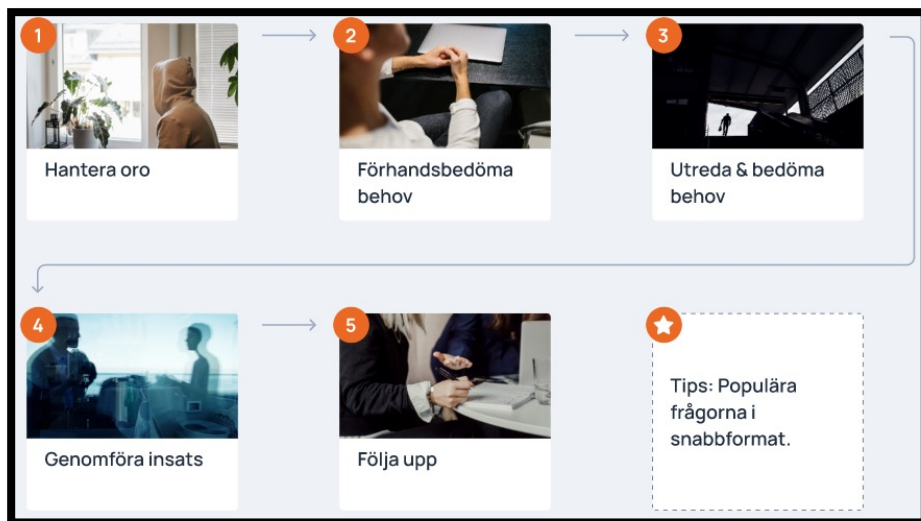 1
Hantera oro
2
Förhandsbedöma
behov
3
Utreda & bedöma
behov
4
Genomföra insats
5
Följa upp
Tips: Populära
frågorna i
snabbformat.